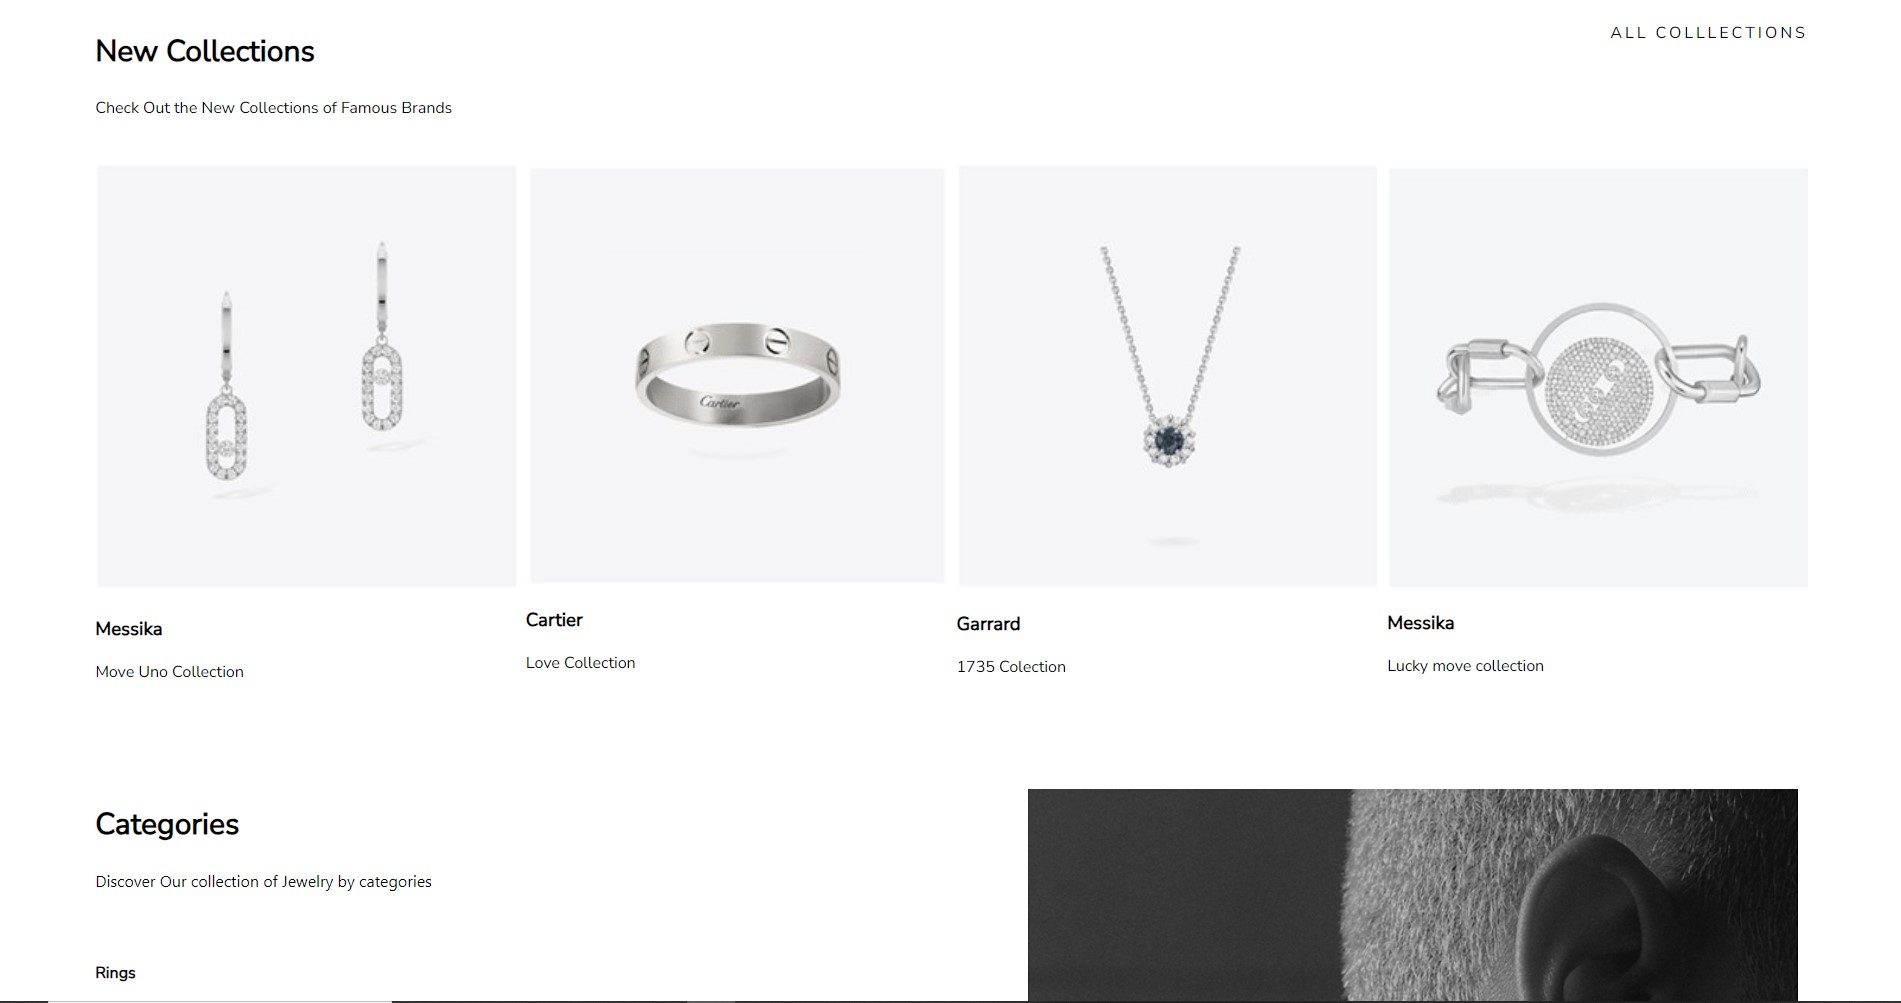 New Collections
ALL COLLLECTIONS
Check Out the New Collections of Famous Brands
Cartier
Messika
Move Uno Collection
Cartier
Love Collection
Garrard
1735 Colection
Messika
Lucky move collection
Categories
Discover Our collection of Jewelry by categories
Rings